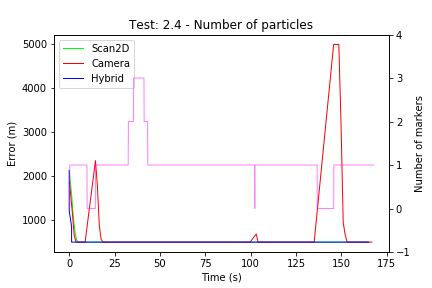 Test: 2.4 - Number of particles
Scan2D
Camera
Hybrid
5000
4000
3000
2000
1000
Error (m)
4
3
2
1
0
−1
Number of markers
0
25
50
75
100
125
150
175
Time (s)